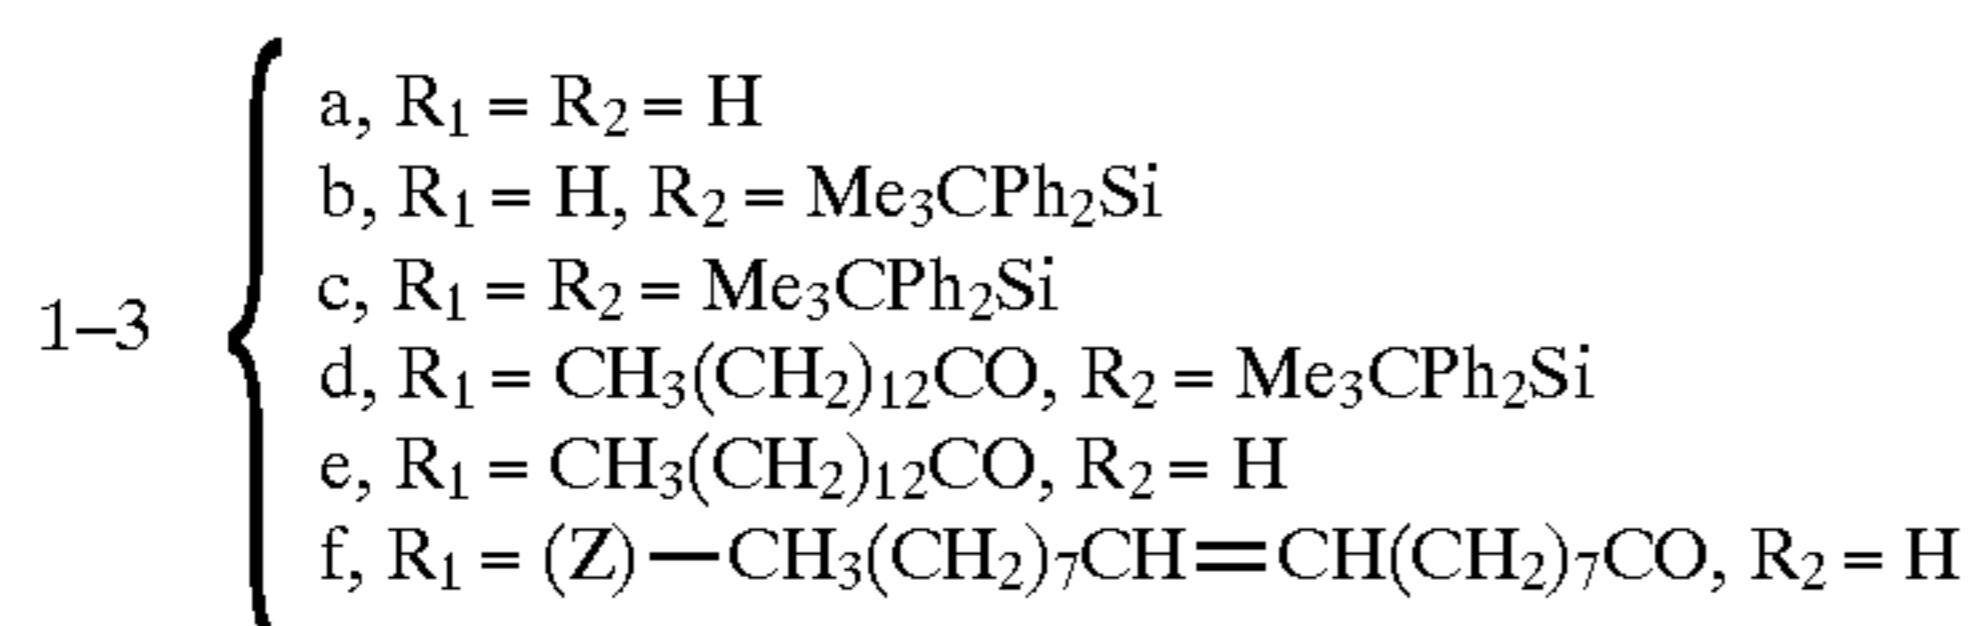 a, R₁ = R₂ = H
b, R₁ = H, R₂ = Me₃CPh₂Si
c, R₁ = R₂ = Me₃CPh₂Si
1–3
d, R₁ = CH₃(CH₂)₁₂CO, R₂ = Me₃CPh₂Si
e, R₁ = CH₃(CH₂)₁₂CO, R₂ = H
f, R₁ = (Z)—CH₃(CH₂)₇CH=CH(CH₂)₇CO, R₂ = H